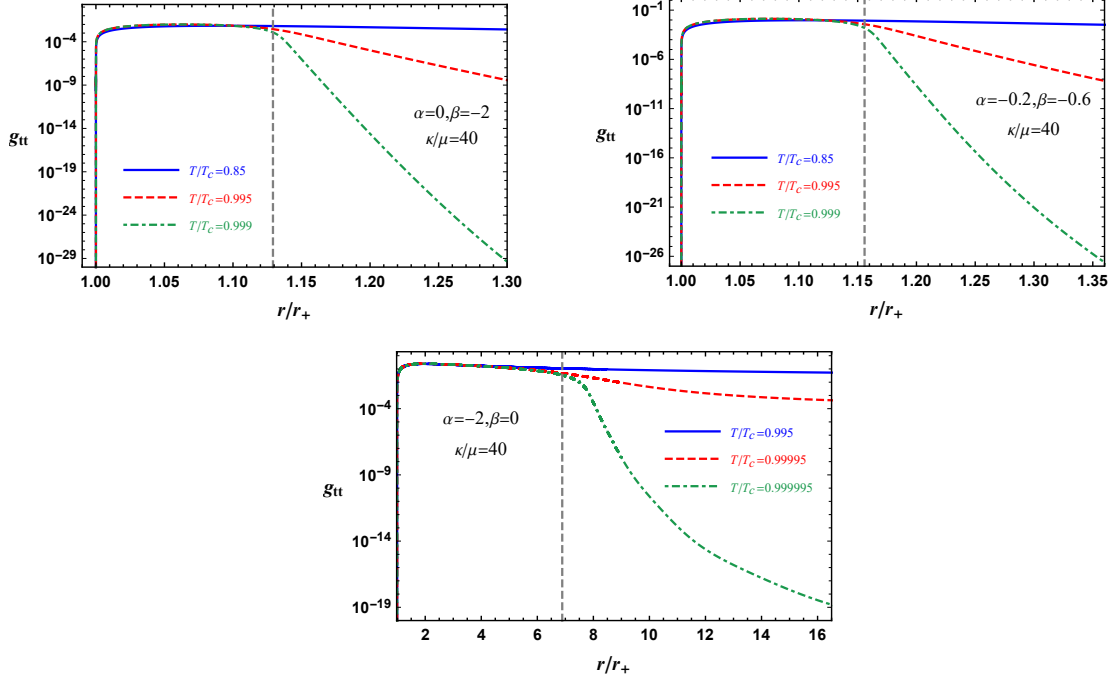 10⁻⁴
10⁻⁹
10⁻¹⁴
10⁻¹⁹
10⁻²⁴
10⁻²⁹
g_tt
α=0,β=−2
κ/μ=40
T/T_c=0.85
T/T_c=0.995
T/T_c=0.999
1.00 1.05 1.10 1.15 1.20 1.25 1.30
r/r₊
10⁻¹
10⁻⁶
10⁻¹¹
10⁻¹⁶
10⁻²¹
10⁻²⁶
g_tt
α=−0.2,β=−0.6
κ/μ=40
T/T_c=0.85
T/T_c=0.995
T/T_c=0.999
1.00 1.05 1.10 1.15 1.20 1.25 1.30 1.35
r/r₊
10⁻⁴
10⁻⁹
10⁻¹⁴
10⁻¹⁹
g_tt
α=−2,β=0
κ/μ=40
T/T_c=0.995
T/T_c=0.99995
T/T_c=0.999995
2 4 6 8 10 12 14 16
r/r₊